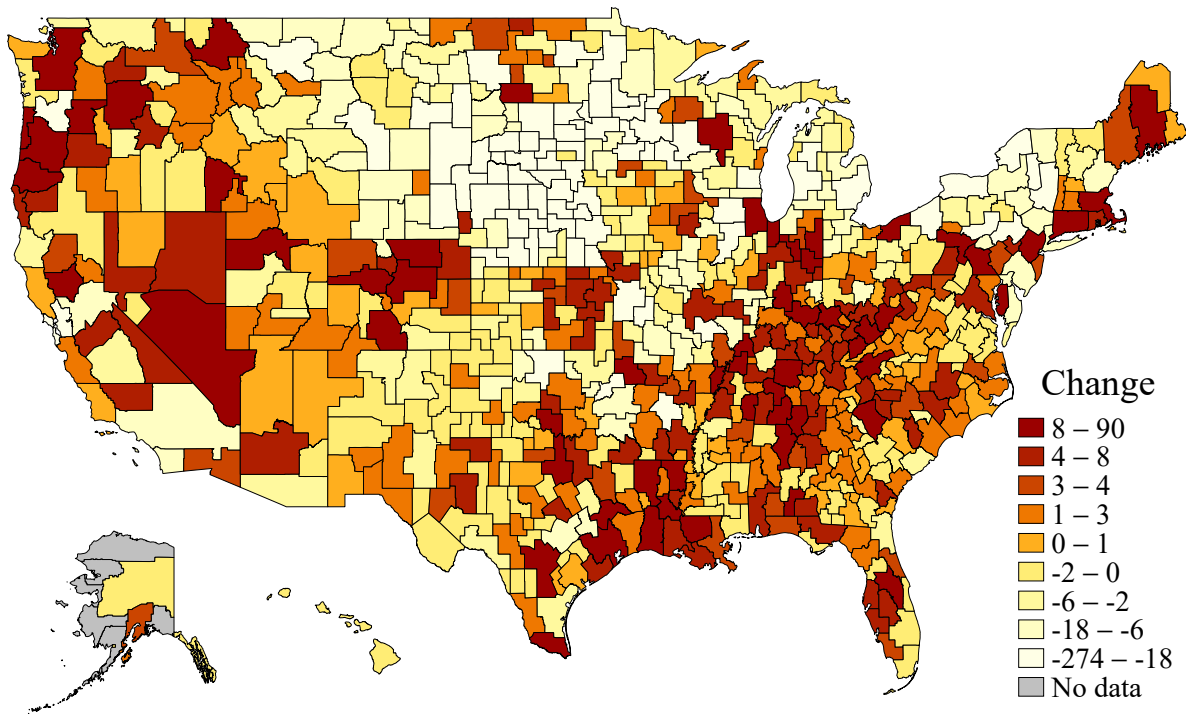 Change
8 – 90
4 – 8
3 – 4
1 – 3
0 – 1
-2 – 0
-6 – -2
-18 – -6
-274 – -18
No data